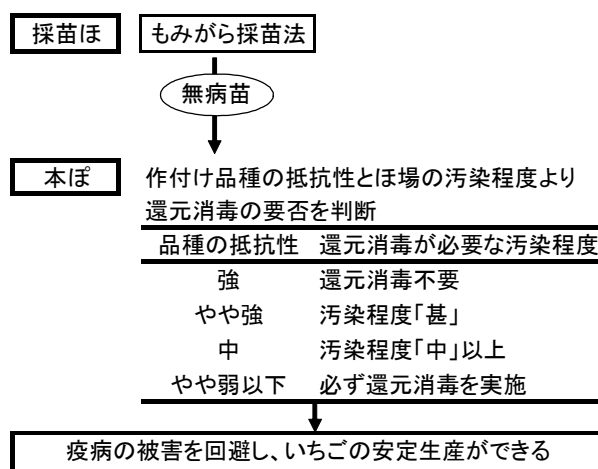 採苗ほ もみがら採苗法
無病苗
本ぽ 作付け品種の抵抗性とほ場の汚染程度より
還元消毒の要否を判断
品種の抵抗性 還元消毒が必要な汚染程度
強 還元消毒不要
やや強 汚染程度「甚」
中 汚染程度「中」以上
やや弱以下 必ず還元消毒を実施
疫病の被害を回避し、いちごの安定生産ができる